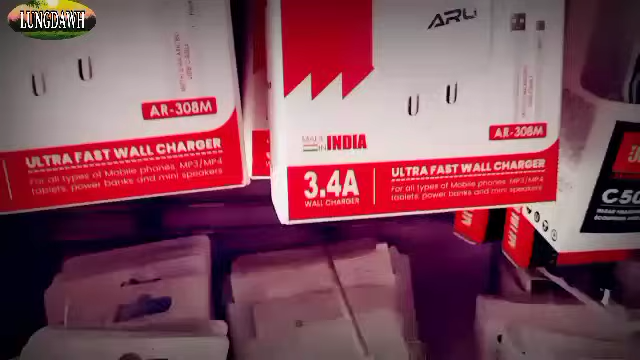 LUNGDAWH
AR-308M
ULTRA FAST WALL CHARGER
For all types of Mobile phones, MP3/MP4
tablets, power banks and mini speakers
MADE
IN INDIA
AR-308M
3.4A
WALL CHARGER
ULTRA FAST WALL CHARGER
For all types of Mobile phones, MP3/MP4
tablets, power banks and mini speakers